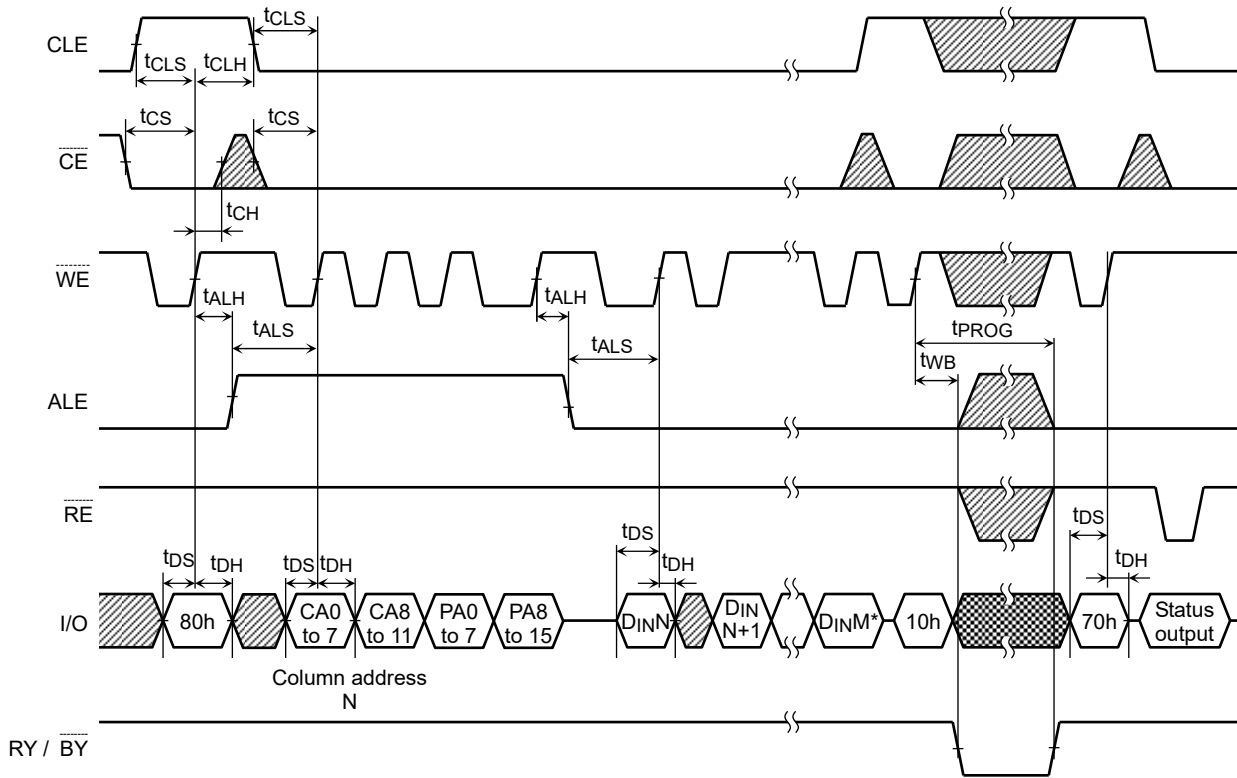 tCLS
CLE
tCLS tCLH
tCS tCS
CE
tCH
WE
tALH tALH
tALS tALS tPROG
tWB
ALE
RE
tDS tDH tDS tDH tDS tDH tDS tDH
I/O
80h
CA0
to 7
CA8
to 11
PA0
to 7
PA8
to 15
DINN
DIN
N+1
DINM*
10h
70h
Status
output
Column address
N
RY / BY